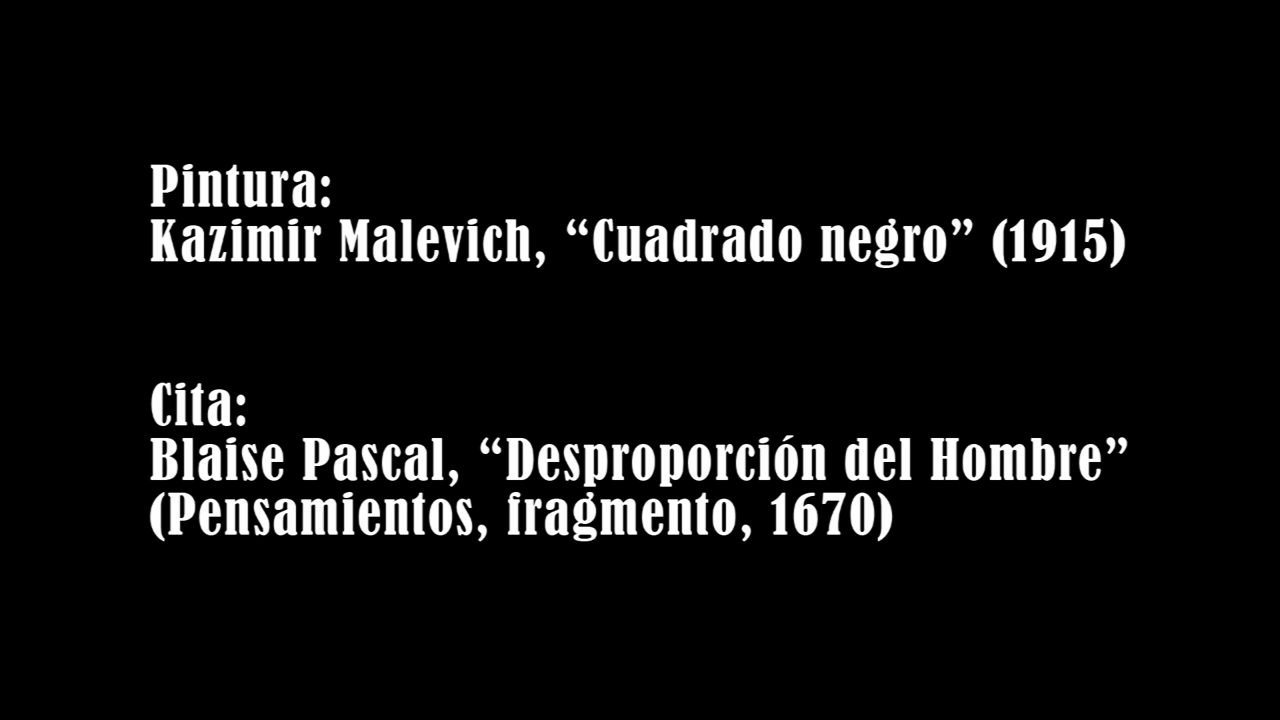 Pintura:
Kazimir Malevich, “Cuadrado negro” (1915)
Cita:
Blaise Pascal, “Desproporción del Hombre”
(Pensamientos, fragmento, 1670)